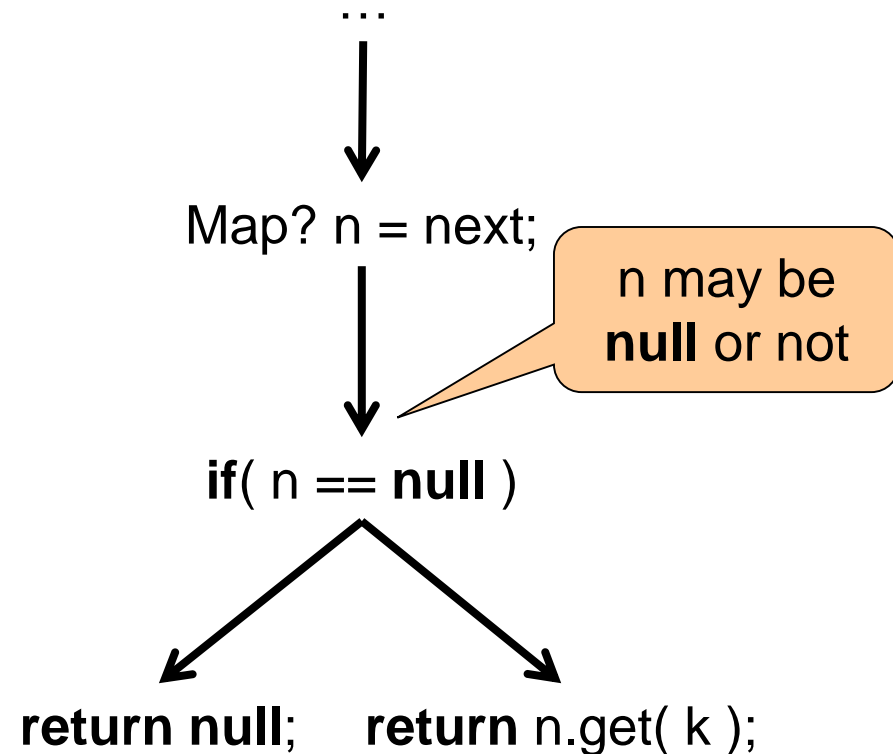 ...
Map? n = next;
n may be
null or not
if( n == null )
return null;
return n.get( k );